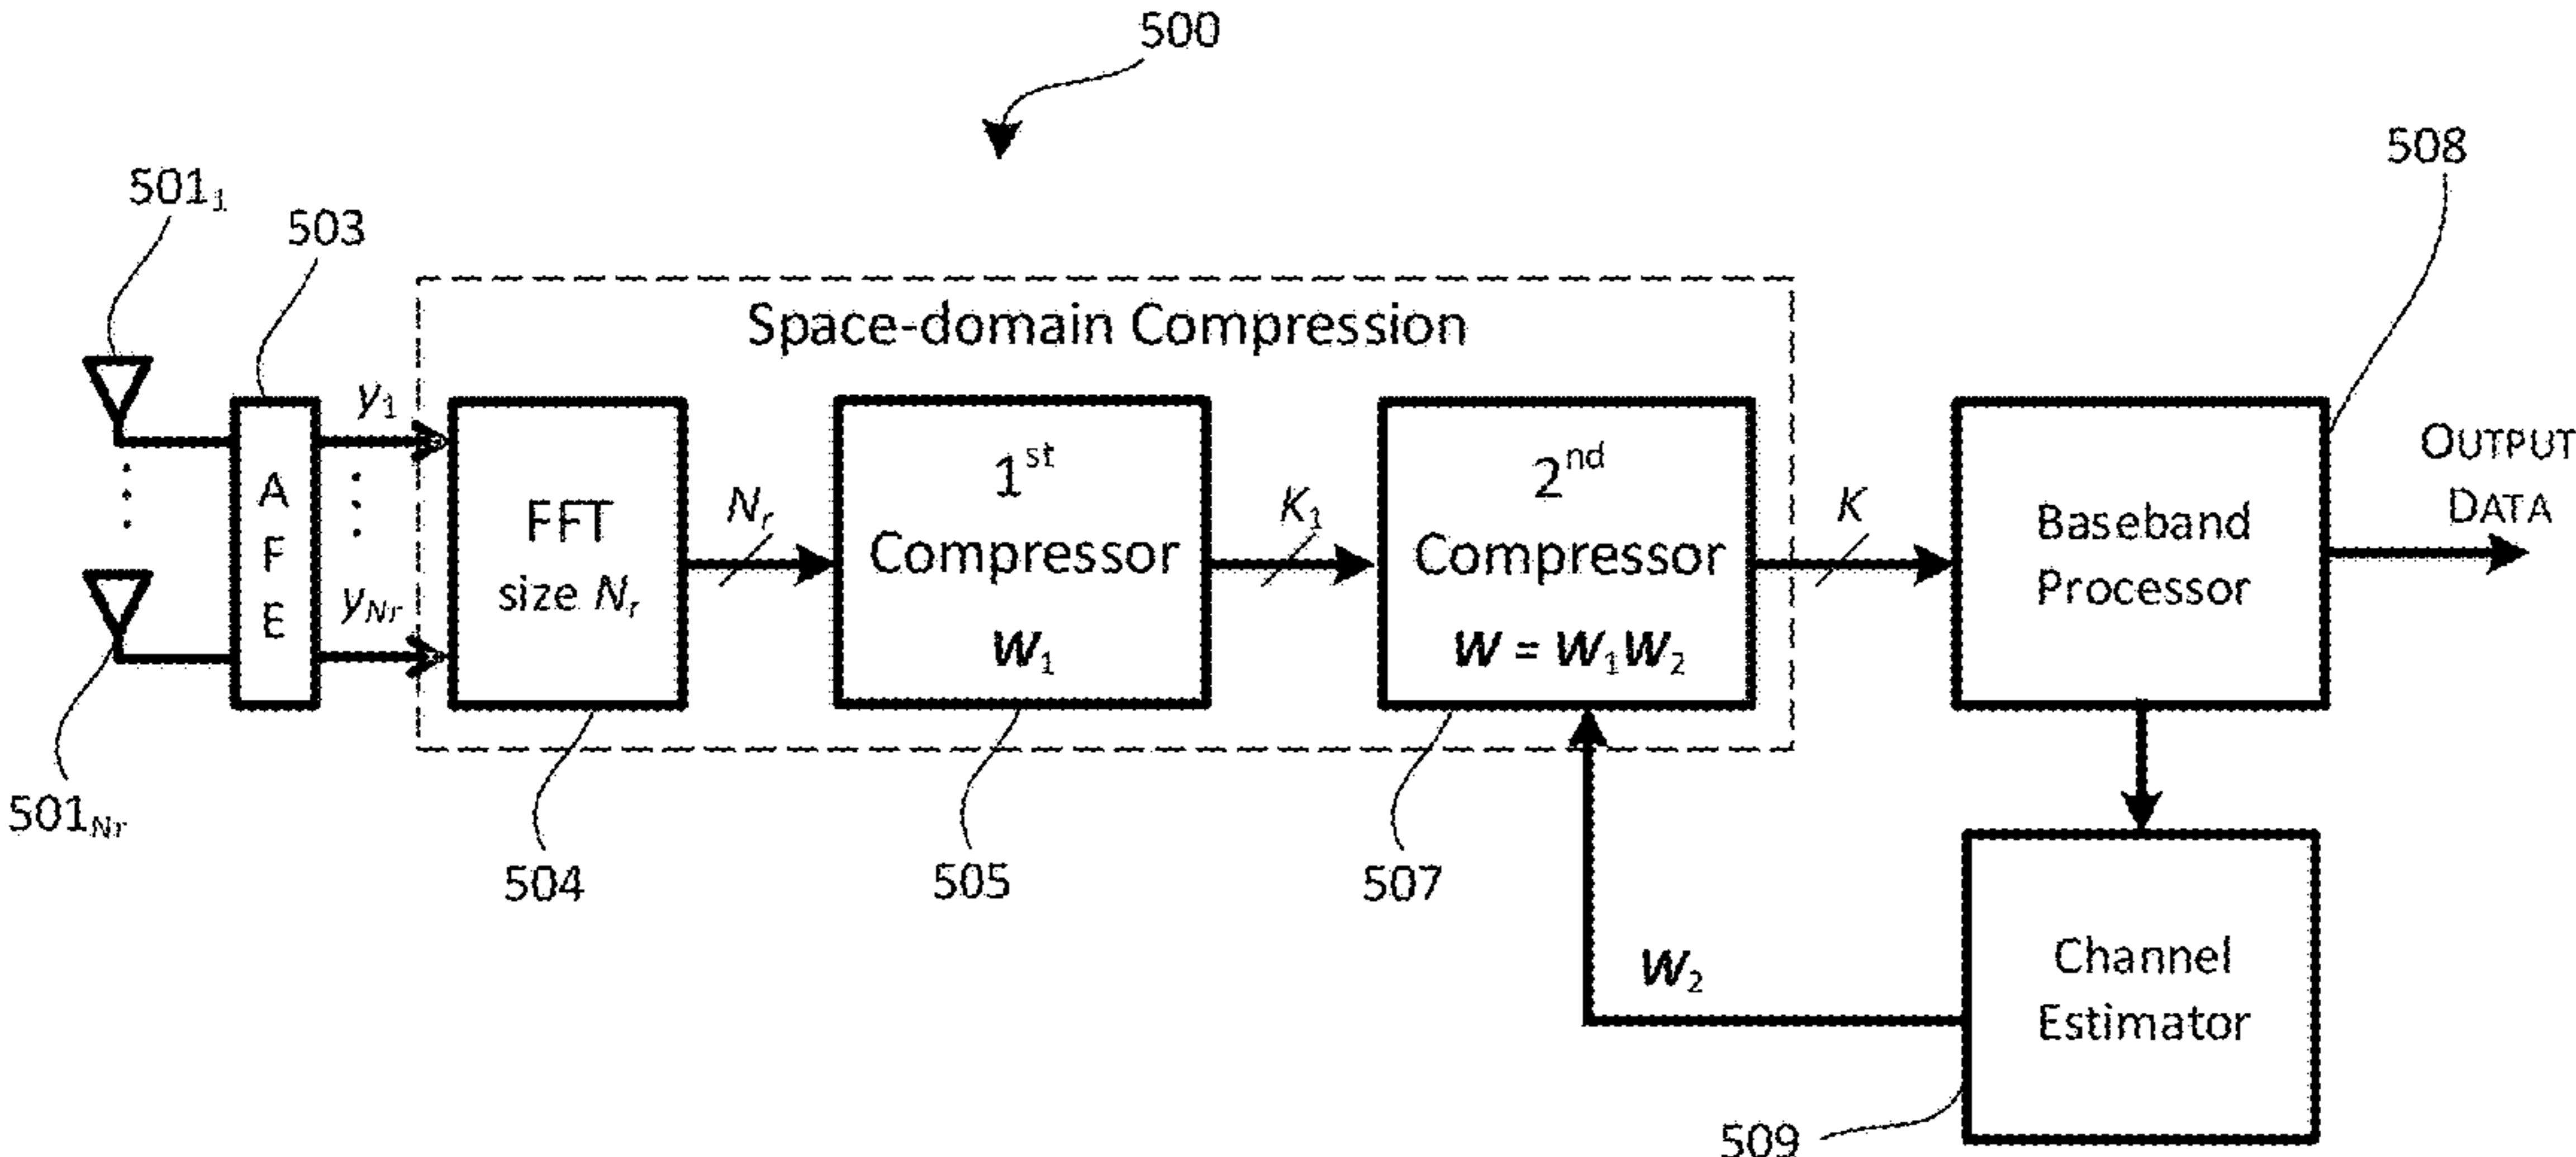 500
508
501₁
503
Space-domain Compression
y₁
yNr
A
F
E
FFT
size Nr
Nr
1st
Compressor
W₁
K₁
2nd
Compressor
W = W₁W₂
K
Baseband
Processor
OUTPUT
DATA
501Nr
504
505
507
W₂
Channel
Estimator
509